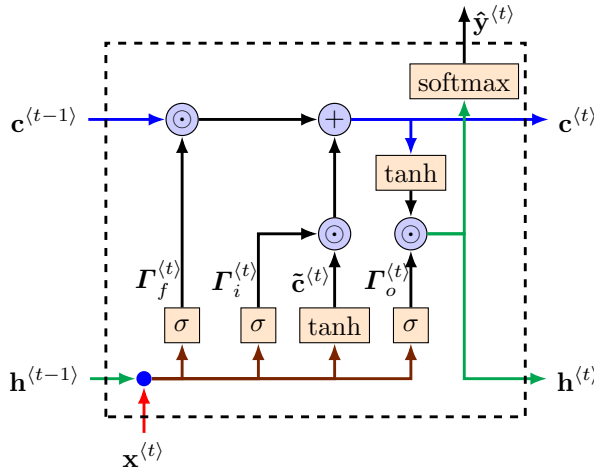 ŷ⟨t⟩
softmax
c⟨t−1⟩ ⊙ + c⟨t⟩
tanh
⊙ ⊙
Γf⟨t⟩ Γi⟨t⟩ c̃⟨t⟩ Γo⟨t⟩
σ σ tanh σ
h⟨t−1⟩ h⟨t⟩
x⟨t⟩